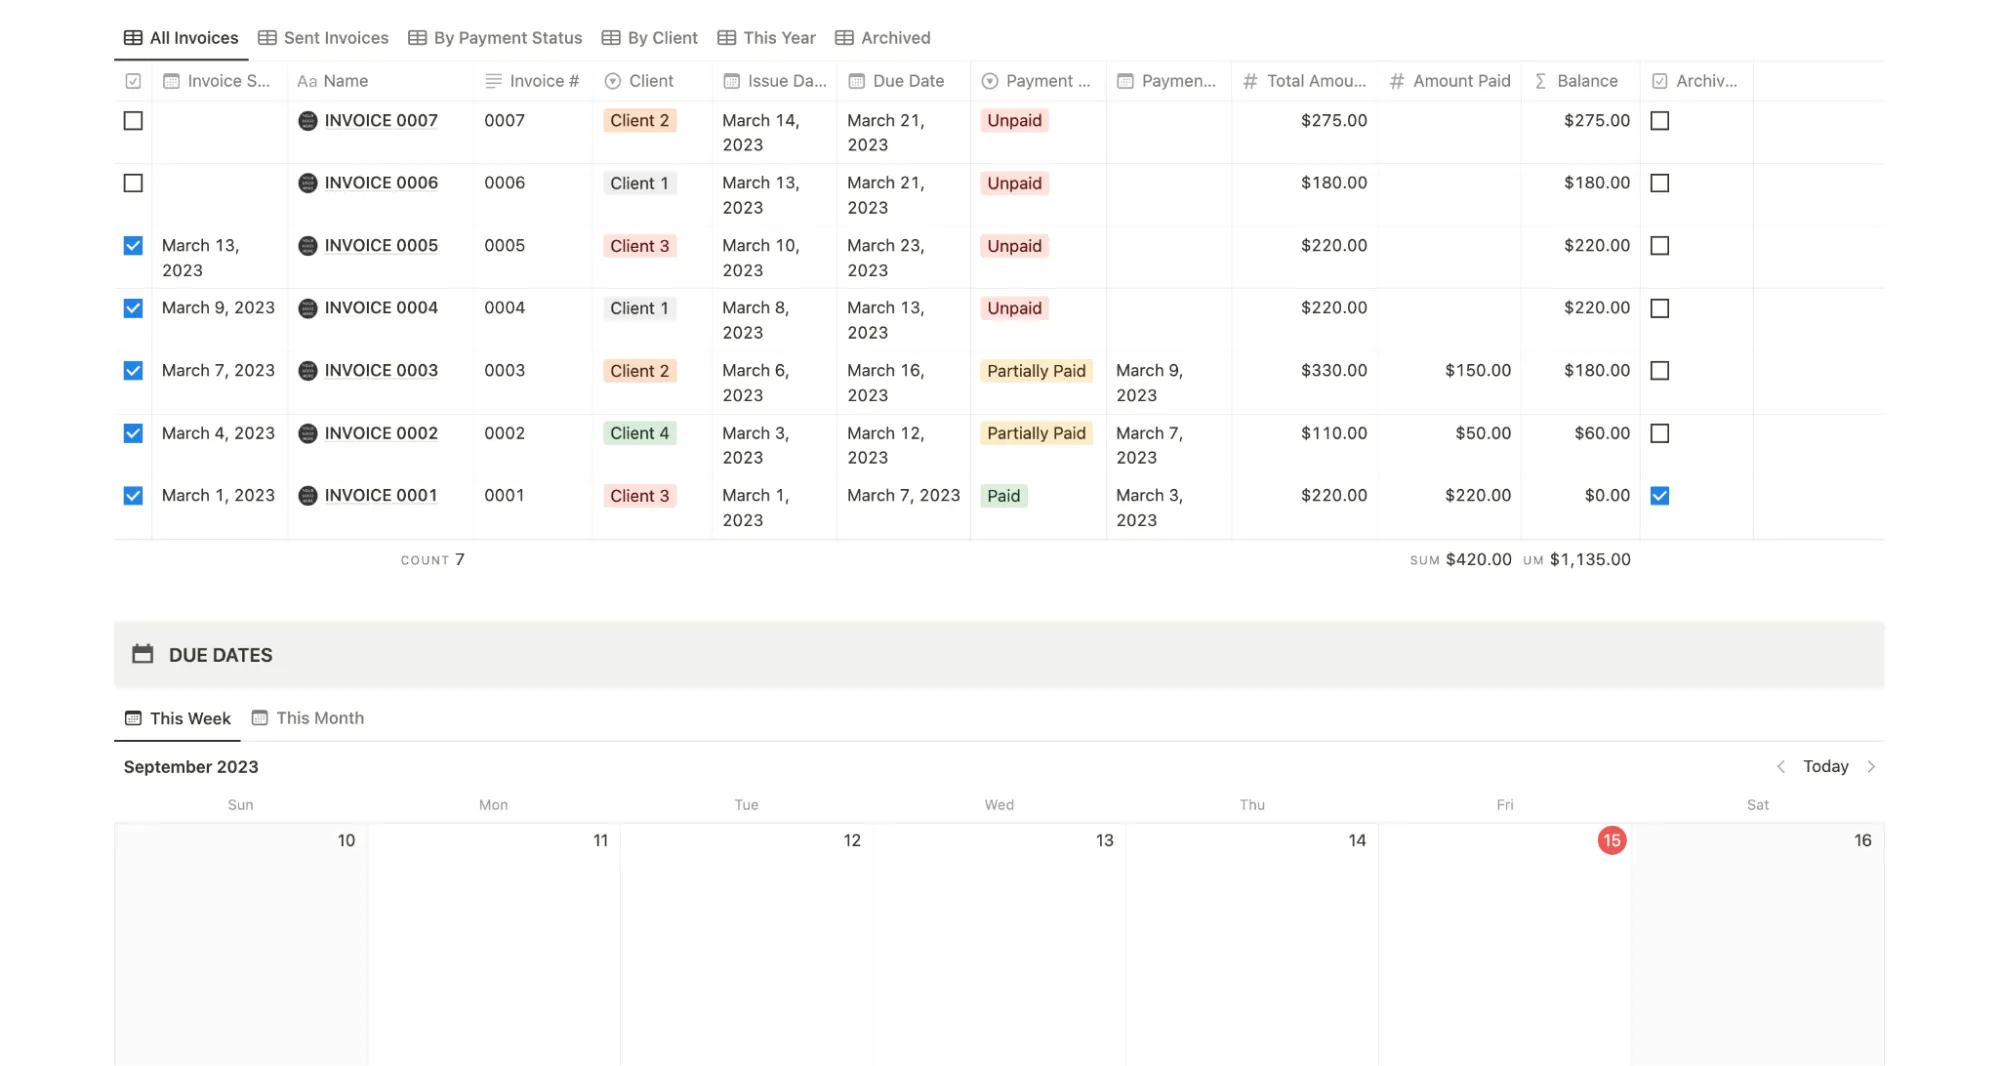 All Invoices Sent Invoices By Payment Status By Client This Year Archived
Invoice S... Aa Name Invoice # Client Issue Da... Due Date Payment ... Paymen... # Total Amou... # Amount Paid Σ Balance Archiv...
INVOICE 0007 0007 Client 2 March 14, March 21, Unpaid $275.00 $275.00
2023 2023
INVOICE 0006 0006 Client 1 March 13, March 21, Unpaid $180.00 $180.00
2023 2023
March 13, INVOICE 0005 0005 Client 3 March 10, March 23, Unpaid $220.00 $220.00
2023 2023 2023
March 9, 2023 INVOICE 0004 0004 Client 1 March 8, March 13, Unpaid $220.00 $220.00
2023 2023
March 7, 2023 INVOICE 0003 0003 Client 2 March 6, March 16, Partially Paid March 9, $330.00 $150.00 $180.00
2023 2023 2023
March 4, 2023 INVOICE 0002 0002 Client 4 March 3, March 12, Partially Paid March 7, $110.00 $50.00 $60.00
2023 2023 2023
March 1, 2023 INVOICE 0001 0001 Client 3 March 1, March 7, 2023 Paid March 3, $220.00 $220.00 $0.00
2023 2023
COUNT 7 SUM $420.00 UM $1,135.00
DUE DATES
This Week This Month
September 2023 Today
Sun Mon Tue Wed Thu Fri Sat
10 11 12 13 14 15 16